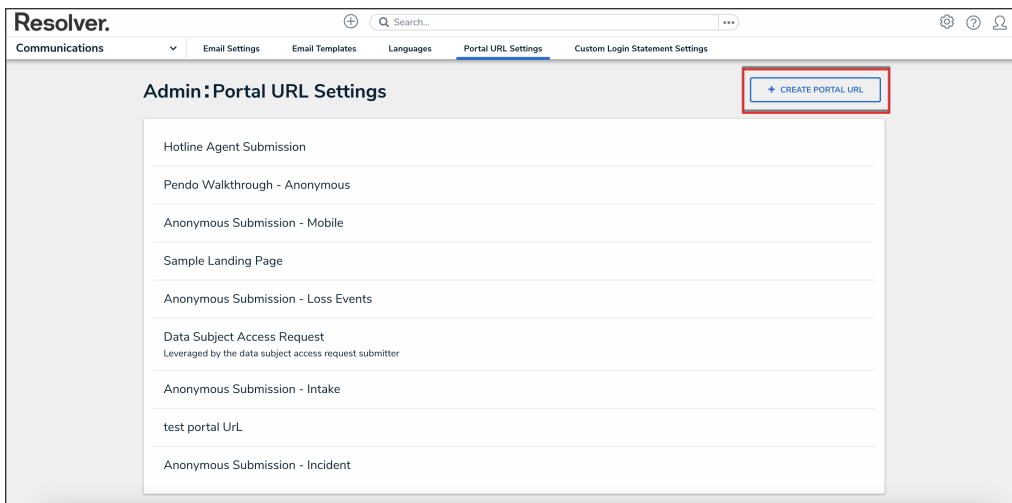 Resolver.
Search...
Communications
Email Settings
Email Templates
Languages
Portal URL Settings
Custom Login Statement Settings
Admin:Portal URL Settings
+ CREATE PORTAL URL
Hotline Agent Submission
Pendo Walkthrough - Anonymous
Anonymous Submission - Mobile
Sample Landing Page
Anonymous Submission - Loss Events
Data Subject Access Request
Leveraged by the data subject access request submitter
Anonymous Submission - Intake
test portal UrL
Anonymous Submission - Incident